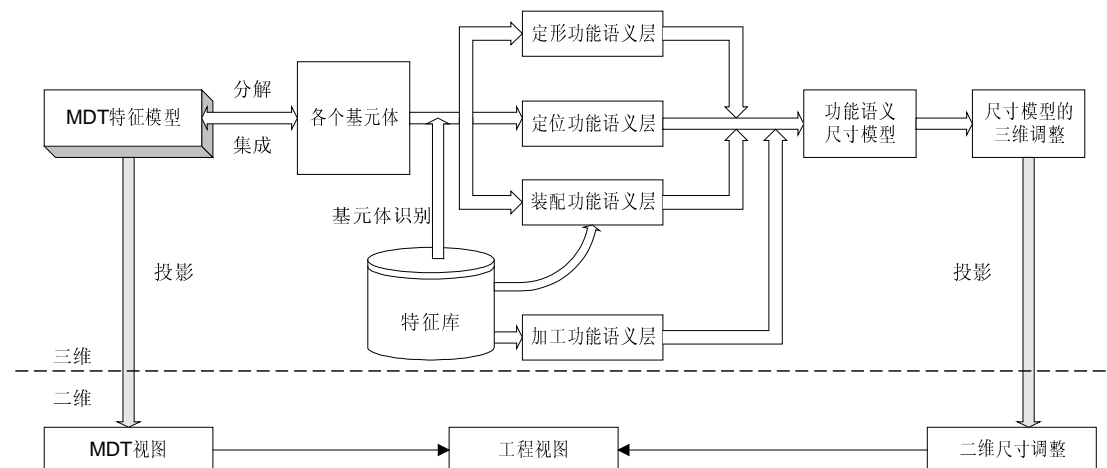 定形功能语义层
分解
MDT特征模型
各个基元体
定位功能语义层
功能语义
尺寸模型
尺寸模型的
三维调整
集成
装配功能语义层
基元体识别
投影
投影
特征库
加工功能语义层
三维
二维
MDT视图
工程视图
二维尺寸调整